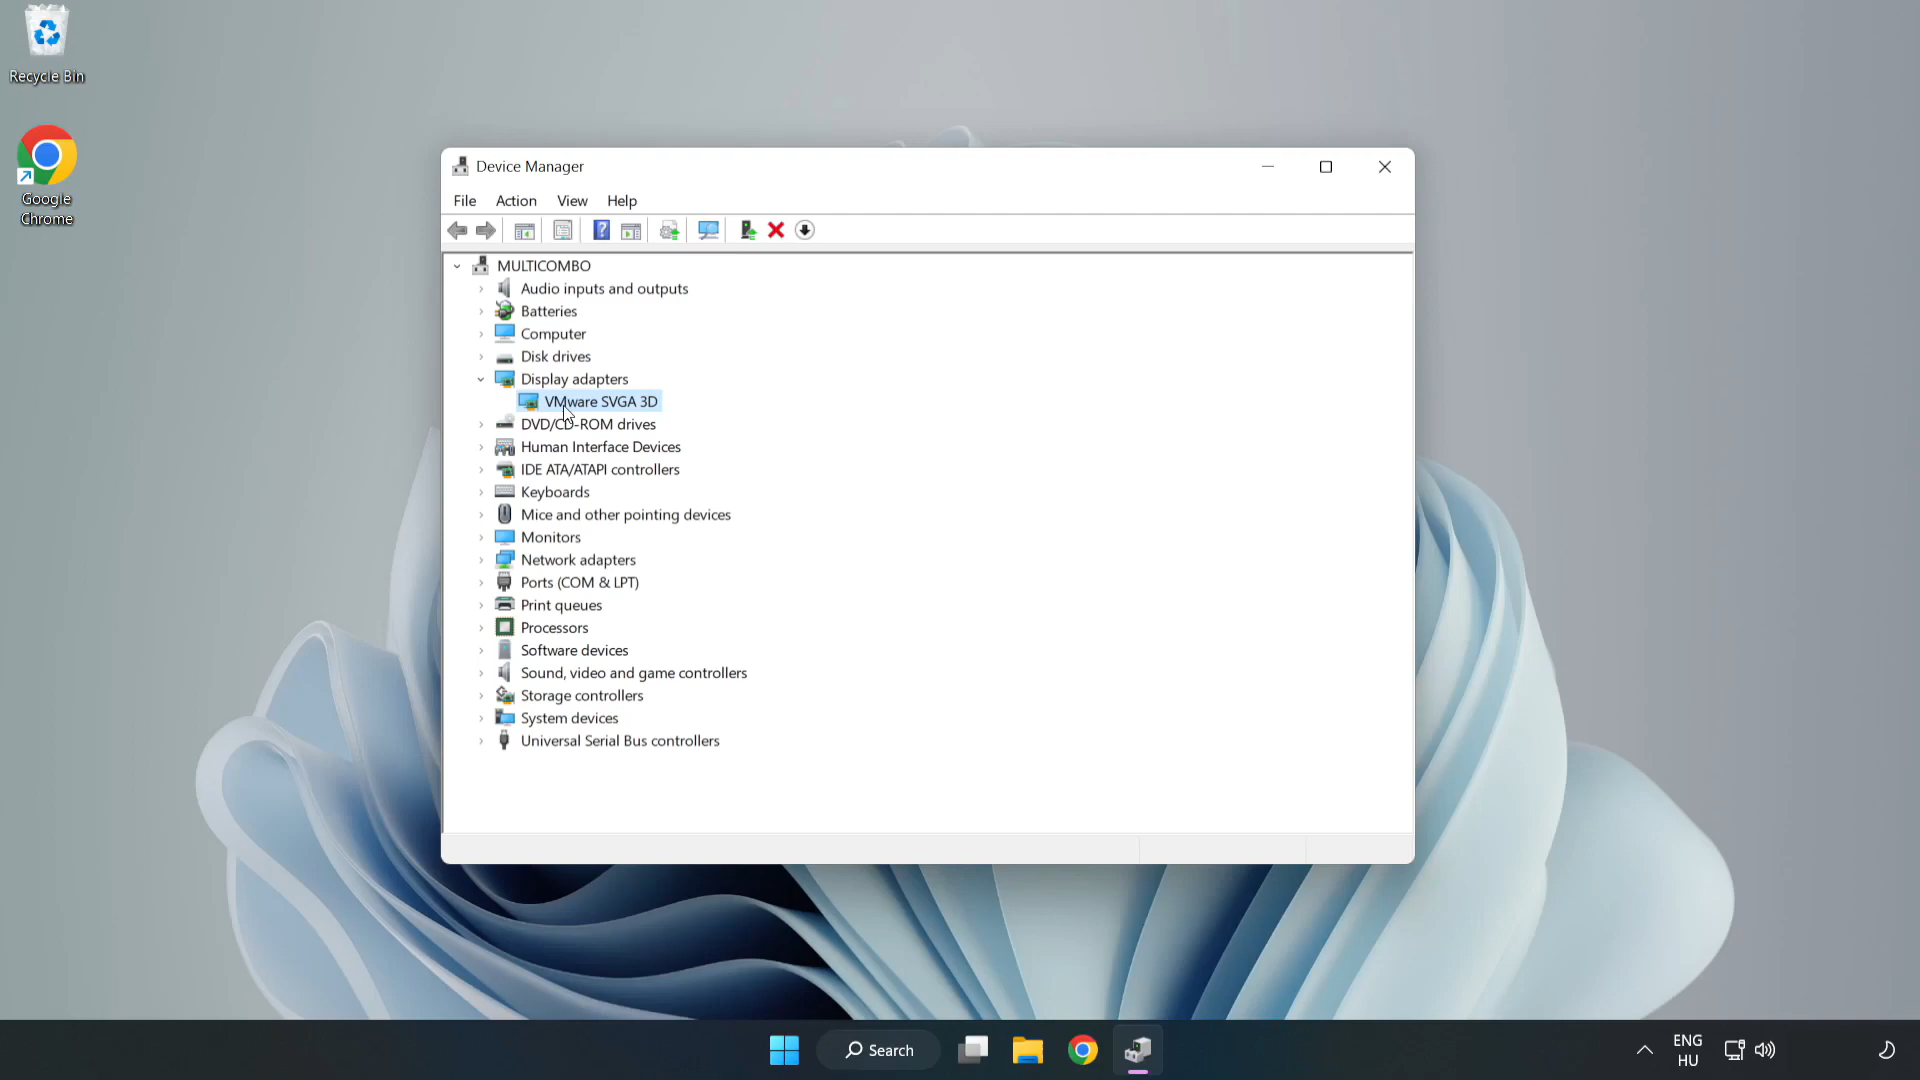 Recycle Bin
Google
Chrome
Device Manager
File Action View Help
MULTICOMBO
Audio inputs and outputs
Batteries
Computer
Disk drives
Display adapters
VMware SVGA 3D
DVD/CD-ROM drives
Human Interface Devices
IDE ATA/ATAPI controllers
Keyboards
Mice and other pointing devices
Monitors
Network adapters
Ports (COM & LPT)
Print queues
Processors
Software devices
Sound, video and game controllers
Storage controllers
System devices
Universal Serial Bus controllers
Search
ENG
HU